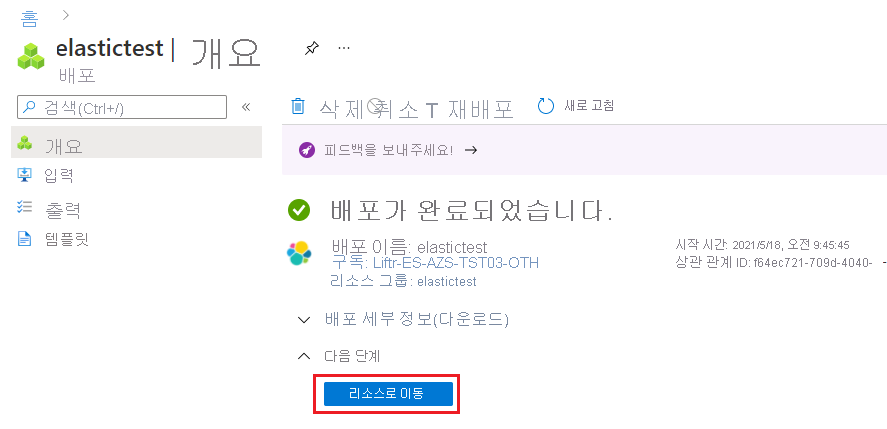 홈
elastictest | 개요
배포
검색(Ctrl+/)
삭제 취소 T 재배포 새로 고침
개요
입력
출력
템플릿
피드백을 보내주세요!
배포가 완료되었습니다.
배포 이름: elastictest
구독: Liftr-ES-AZS-TST03-OTH
리소스 그룹: elastictest
시작 시간: 2021/5/18, 오전 9:45:45
상관 관계 ID: f64ec721-709d-4040-
배포 세부 정보(다운로드)
다음 단계
리소스로 이동